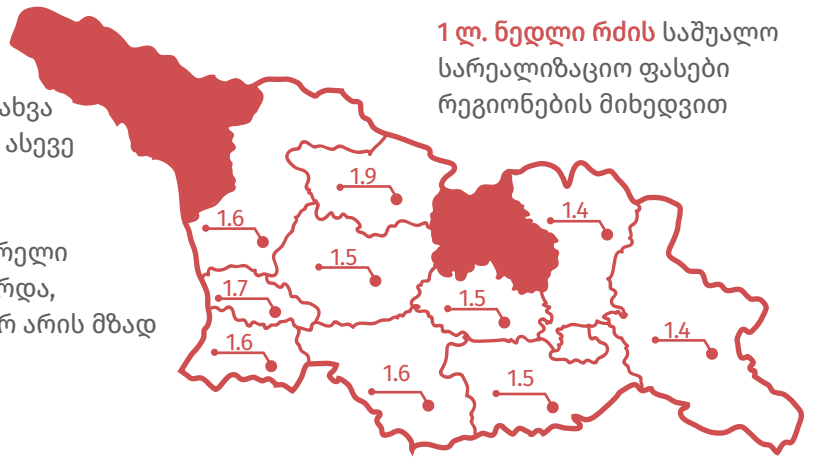 1 ლ. ნედლი რძის საშუალო
სარეალიზაციო ფასები
რეგიონების მიხედვით
ასევე
არის მზად
1.9
1.6
1.4
1.5
1.7
1.5
1.6
1.4
1.6
1.5